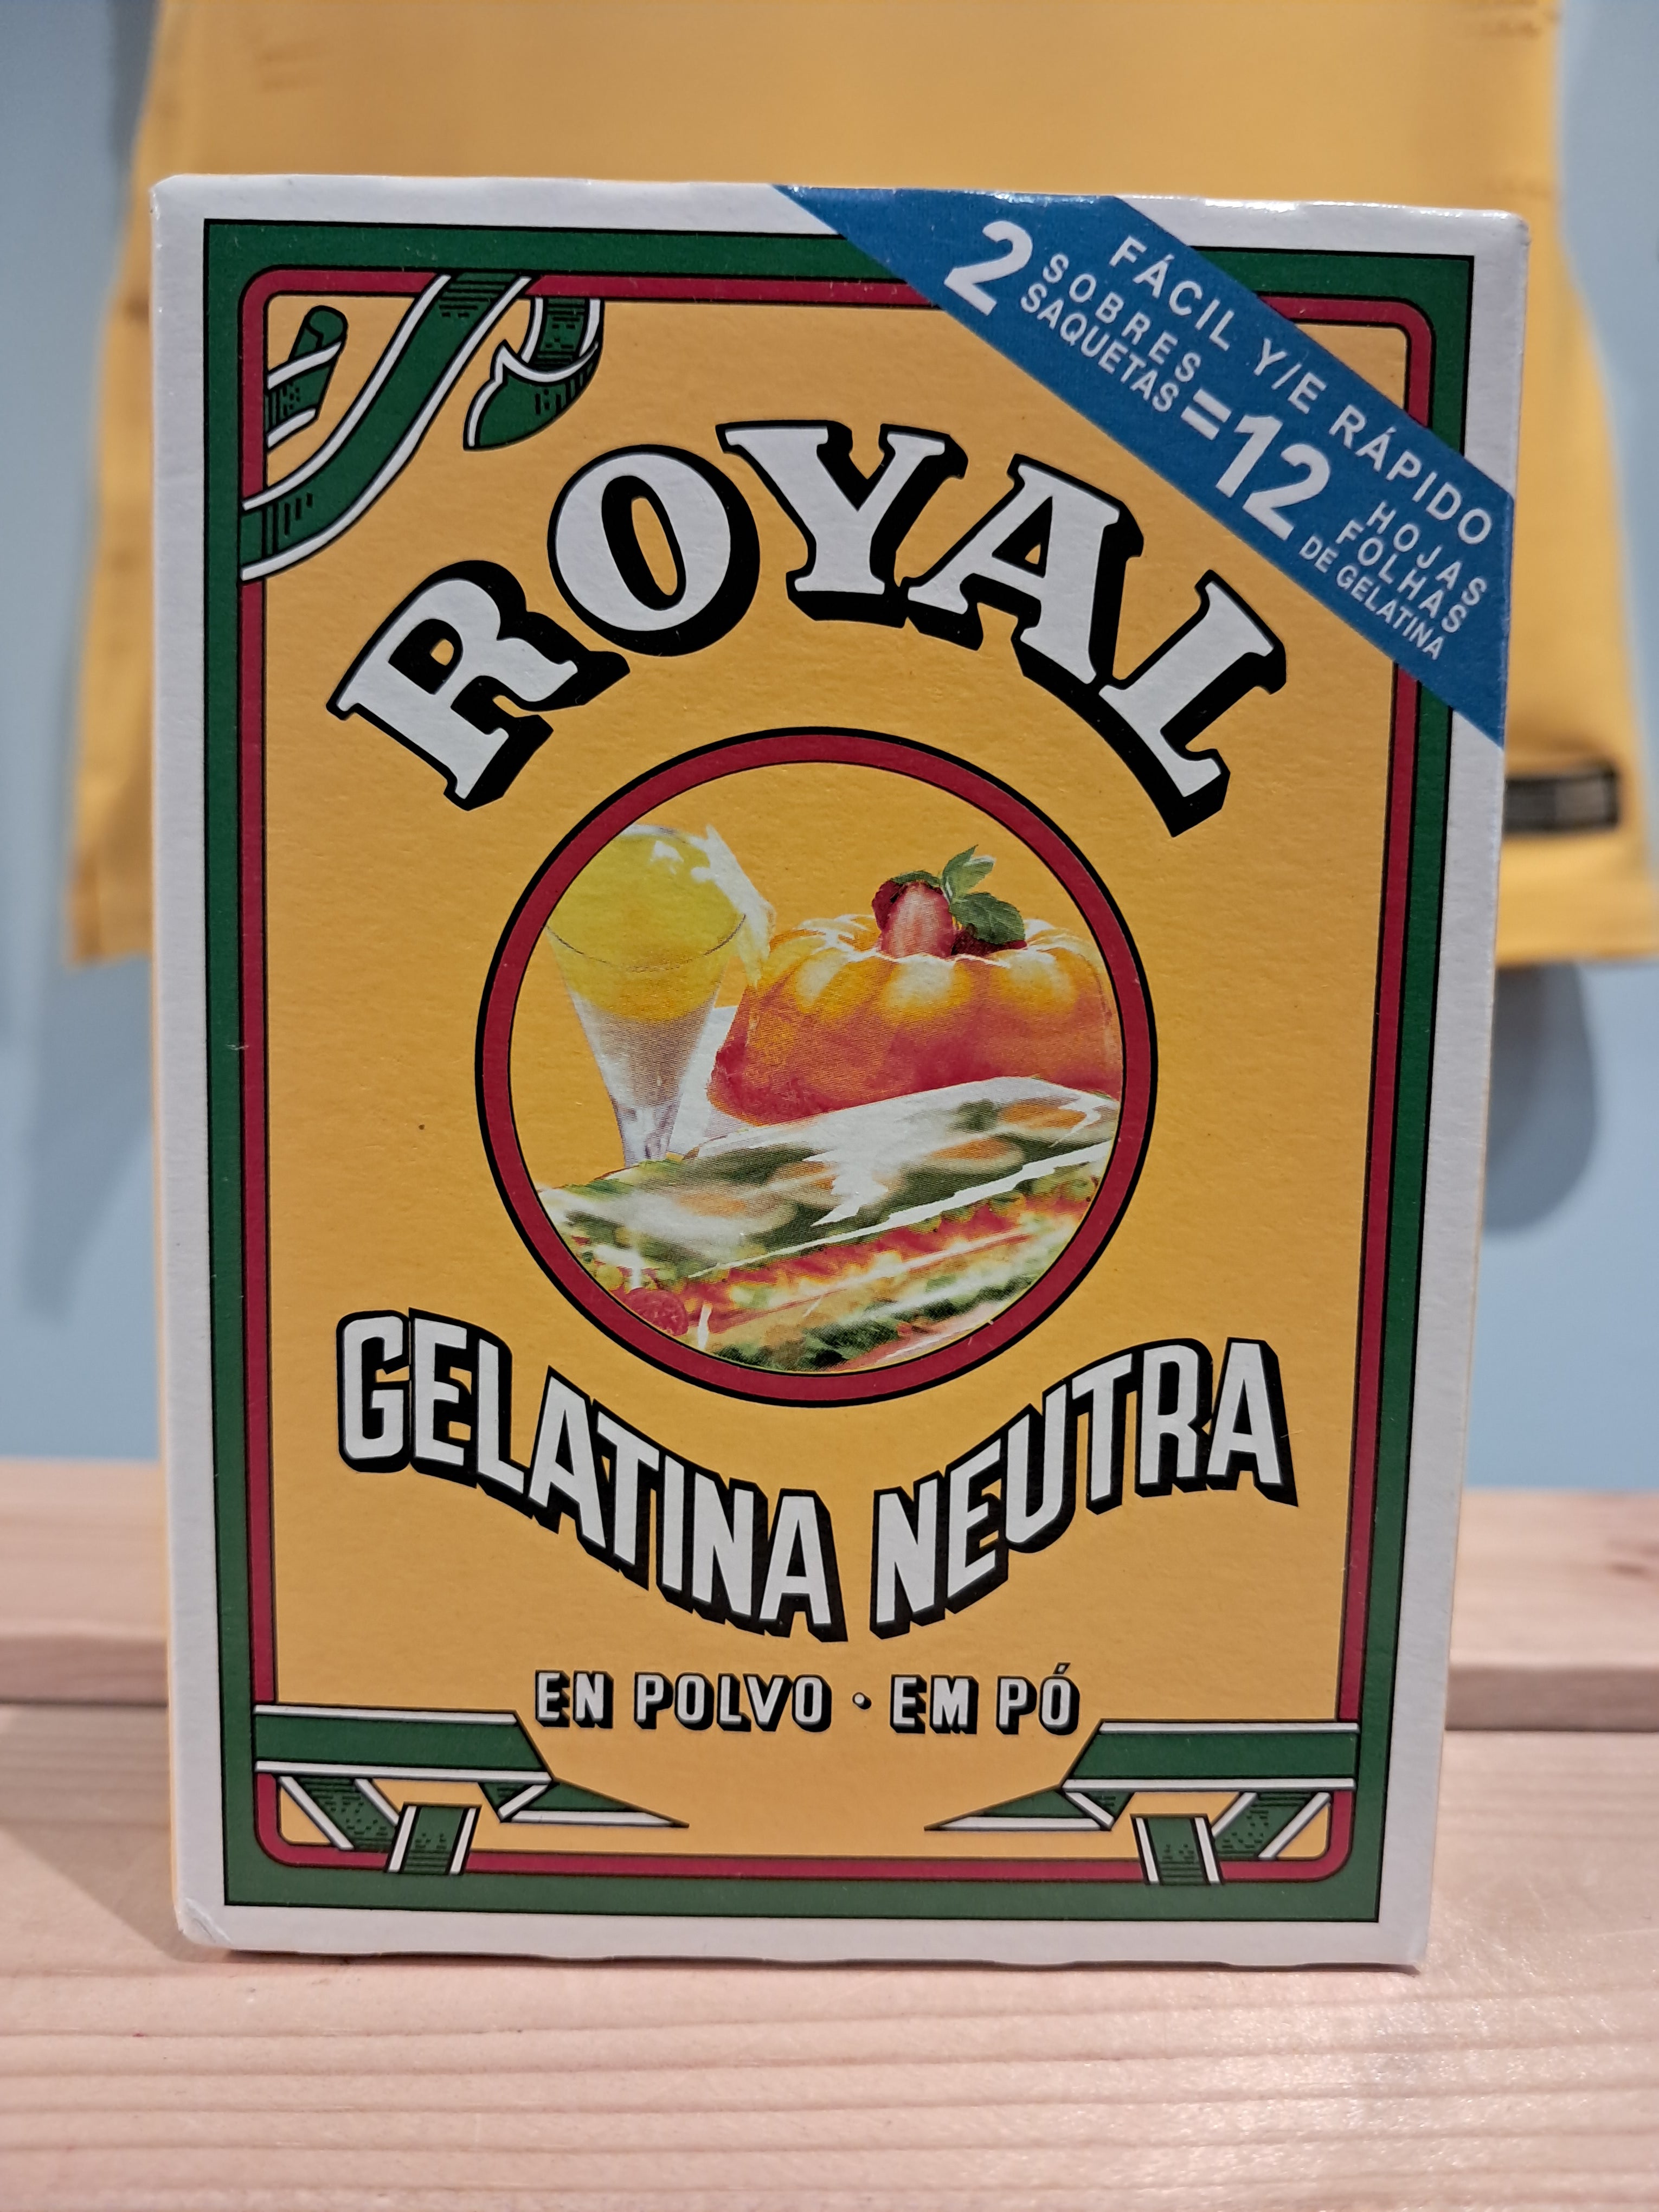 FÁCIL Y/E RÁPIDO
2 SOBRES SAQUETAS = 12 HOJAS FOLHAS DE GELATINA
ROYAL
GELATINA NEUTRA
EN POLVO · EM PÓ